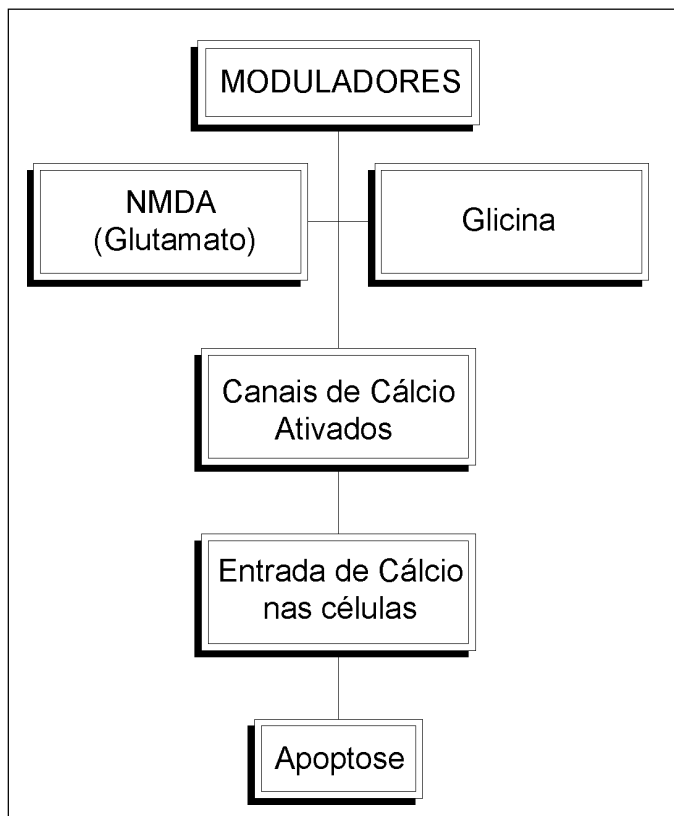 MODULADORES
NMDA
(Glutamato)
Glicina
Canais de Cálcio
Ativados
Entrada de Cálcio
nas células
Apoptose